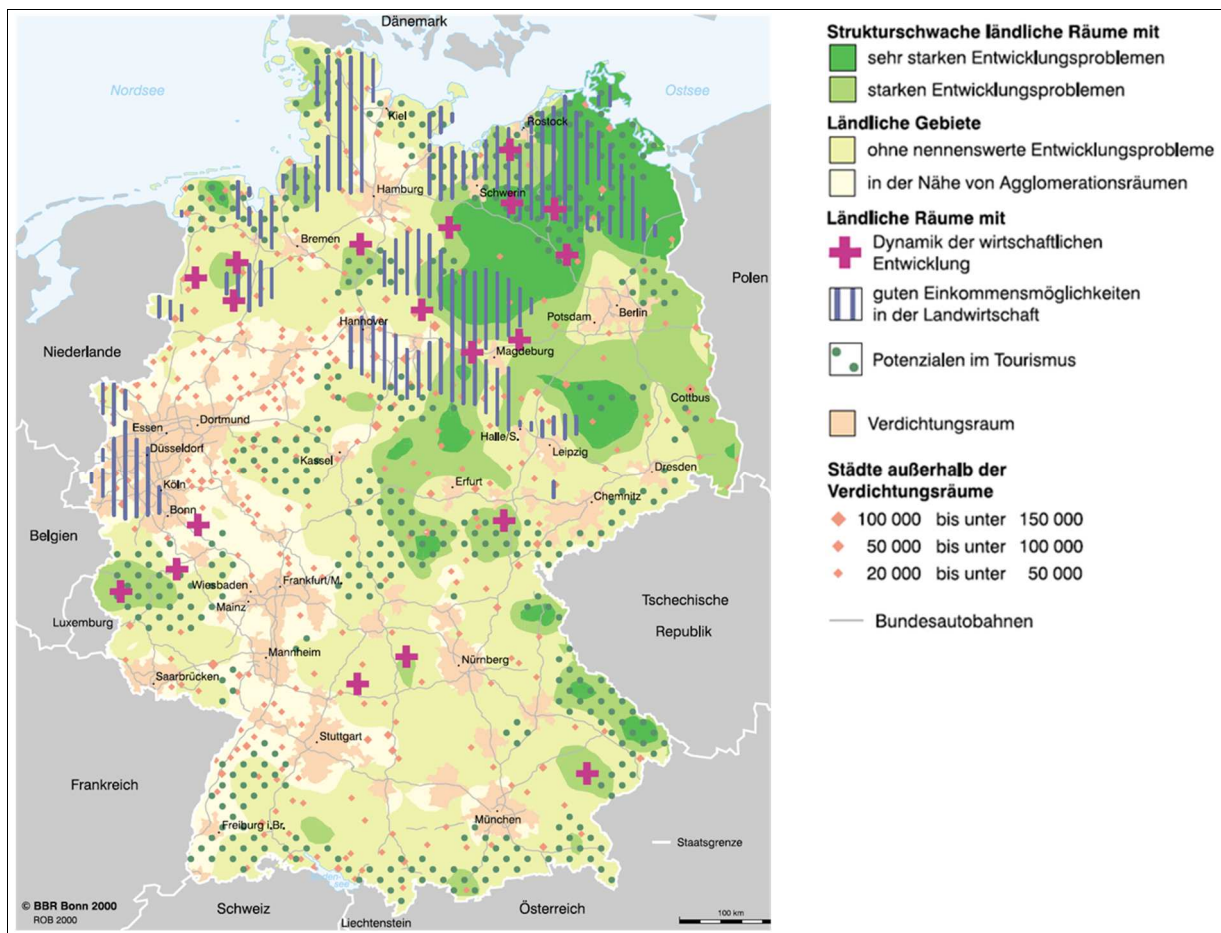 Dänemark
Nordsee
Ostsee
Kiel
Rostock
Hamburg
Schwerin
Bremen
Polen
Berlin
Potsdam
Hannover
Magdeburg
Niederlande
Cottbus
Essen
Dortmund
Düsseldorf
Halle/S.
Leipzig
Kassel
Köln
Erfurt
Dresden
Chemnitz
Bonn
Belgien
Wiesbaden
Frankfurt/M.
Mainz
Tschechische
Republik
Luxemburg
Mannheim
Nürnberg
Saarbrücken
Stuttgart
Frankreich
München
Freiburg i.Br.
Staatsgrenze
© BBR Bonn 2000
ROB 2000
Schweiz
Österreich
Liechtenstein
100 km
Strukturschwache ländliche Räume mit
sehr starken Entwicklungsproblemen
starken Entwicklungsproblemen
Ländliche Gebiete
ohne nennenswerte Entwicklungsprobleme
in der Nähe von Agglomerationsräumen
Ländliche Räume mit
Dynamik der wirtschaftlichen
Entwicklung
guten Einkommensmöglichkeiten
in der Landwirtschaft
Potenzialen im Tourismus
Verdichtungsraum
Städte außerhalb der
Verdichtungsräume
100 000 bis unter 150 000
50 000 bis unter 100 000
20 000 bis unter 50 000
Bundesautobahnen